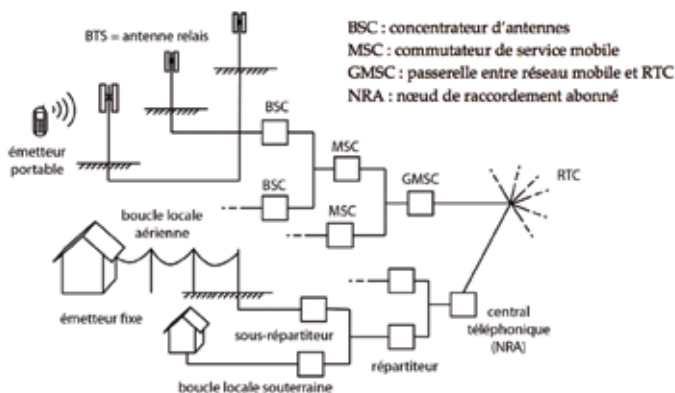 BTS = antenne relais
BSC : concentrateur d'antennes
MSC : commutateur de service mobile
GMSC : passerelle entre réseau mobile et RTC
NRA : nœud de raccordement abonné
BSC
émetteur
portable
MSC
BSC
GMSC
RTC
MSC
boucle locale
aérienne
émetteur fixe
sous-répartiteur
répartiteur
central
téléphonique
(NRA)
boucle locale souterraine